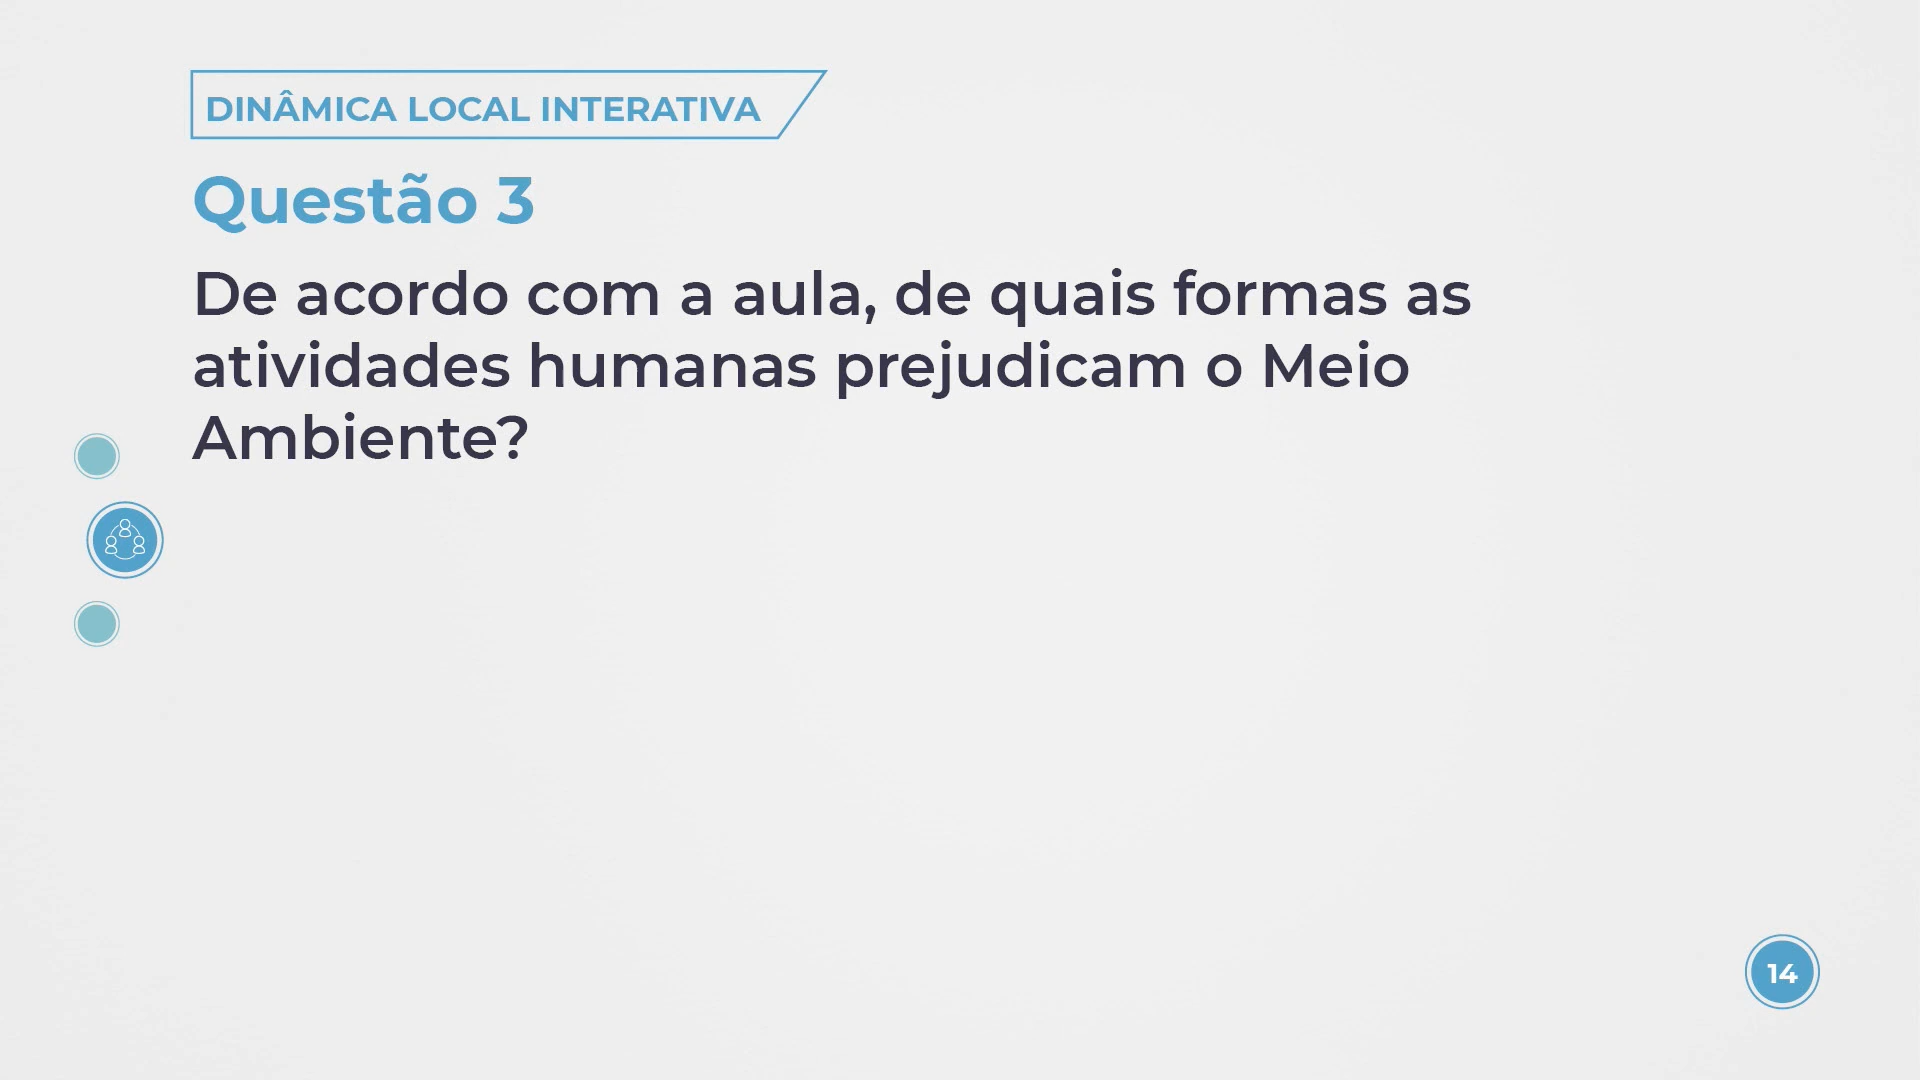 DINÂMICA LOCAL INTERATIVA
Questão 3
De acordo com a aula, de quais formas as
atividades humanas prejudicam o Meio
Ambiente?
14